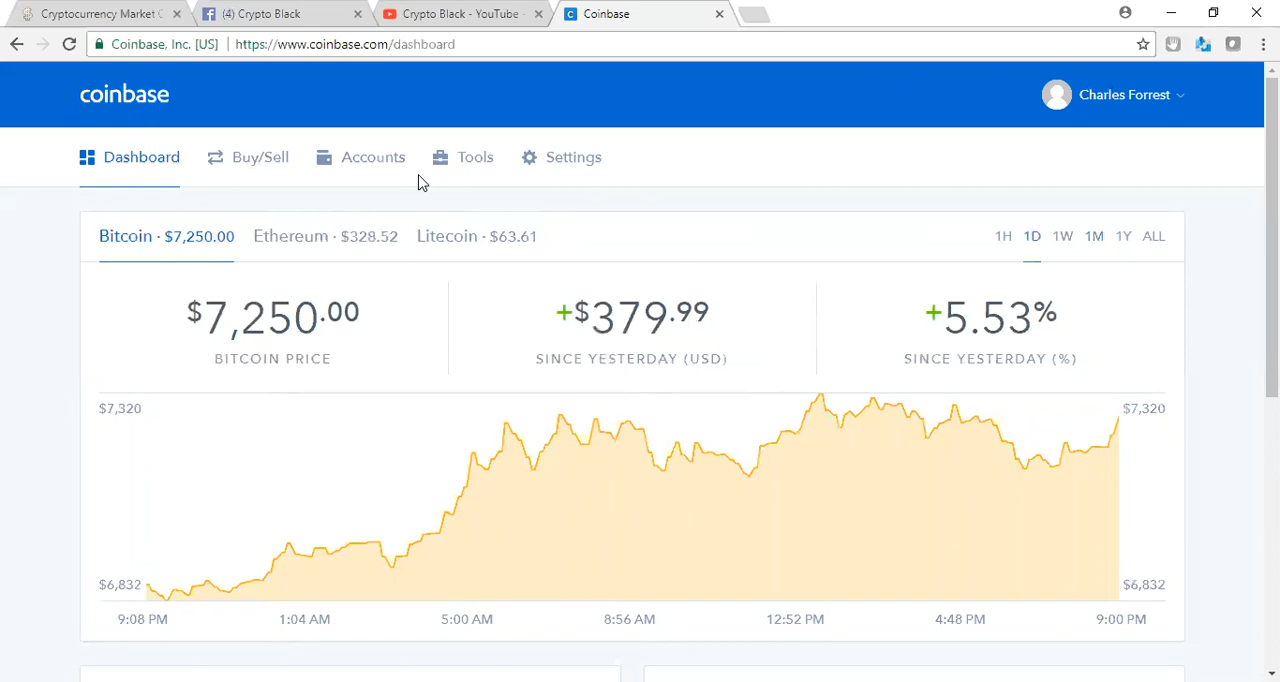 Cryptocurrency Market C
(4) Crypto Black
Crypto Black - YouTube -
Coinbase
Coinbase, Inc. [US] https://www.coinbase.com/dashboard
coinbase
Charles Forrest
Dashboard Buy/Sell Accounts Tools Settings
Bitcoin · $7,250.00 Ethereum · $328.52 Litecoin · $63.61 1H 1D 1W 1M 1Y ALL
$7,250.00 +$379.99 +5.53%
BITCOIN PRICE SINCE YESTERDAY (USD) SINCE YESTERDAY (%)
$7,320 $7,320
$6,832 $6,832
9:08 PM 1:04 AM 5:00 AM 8:56 AM 12:52 PM 4:48 PM 9:00 PM